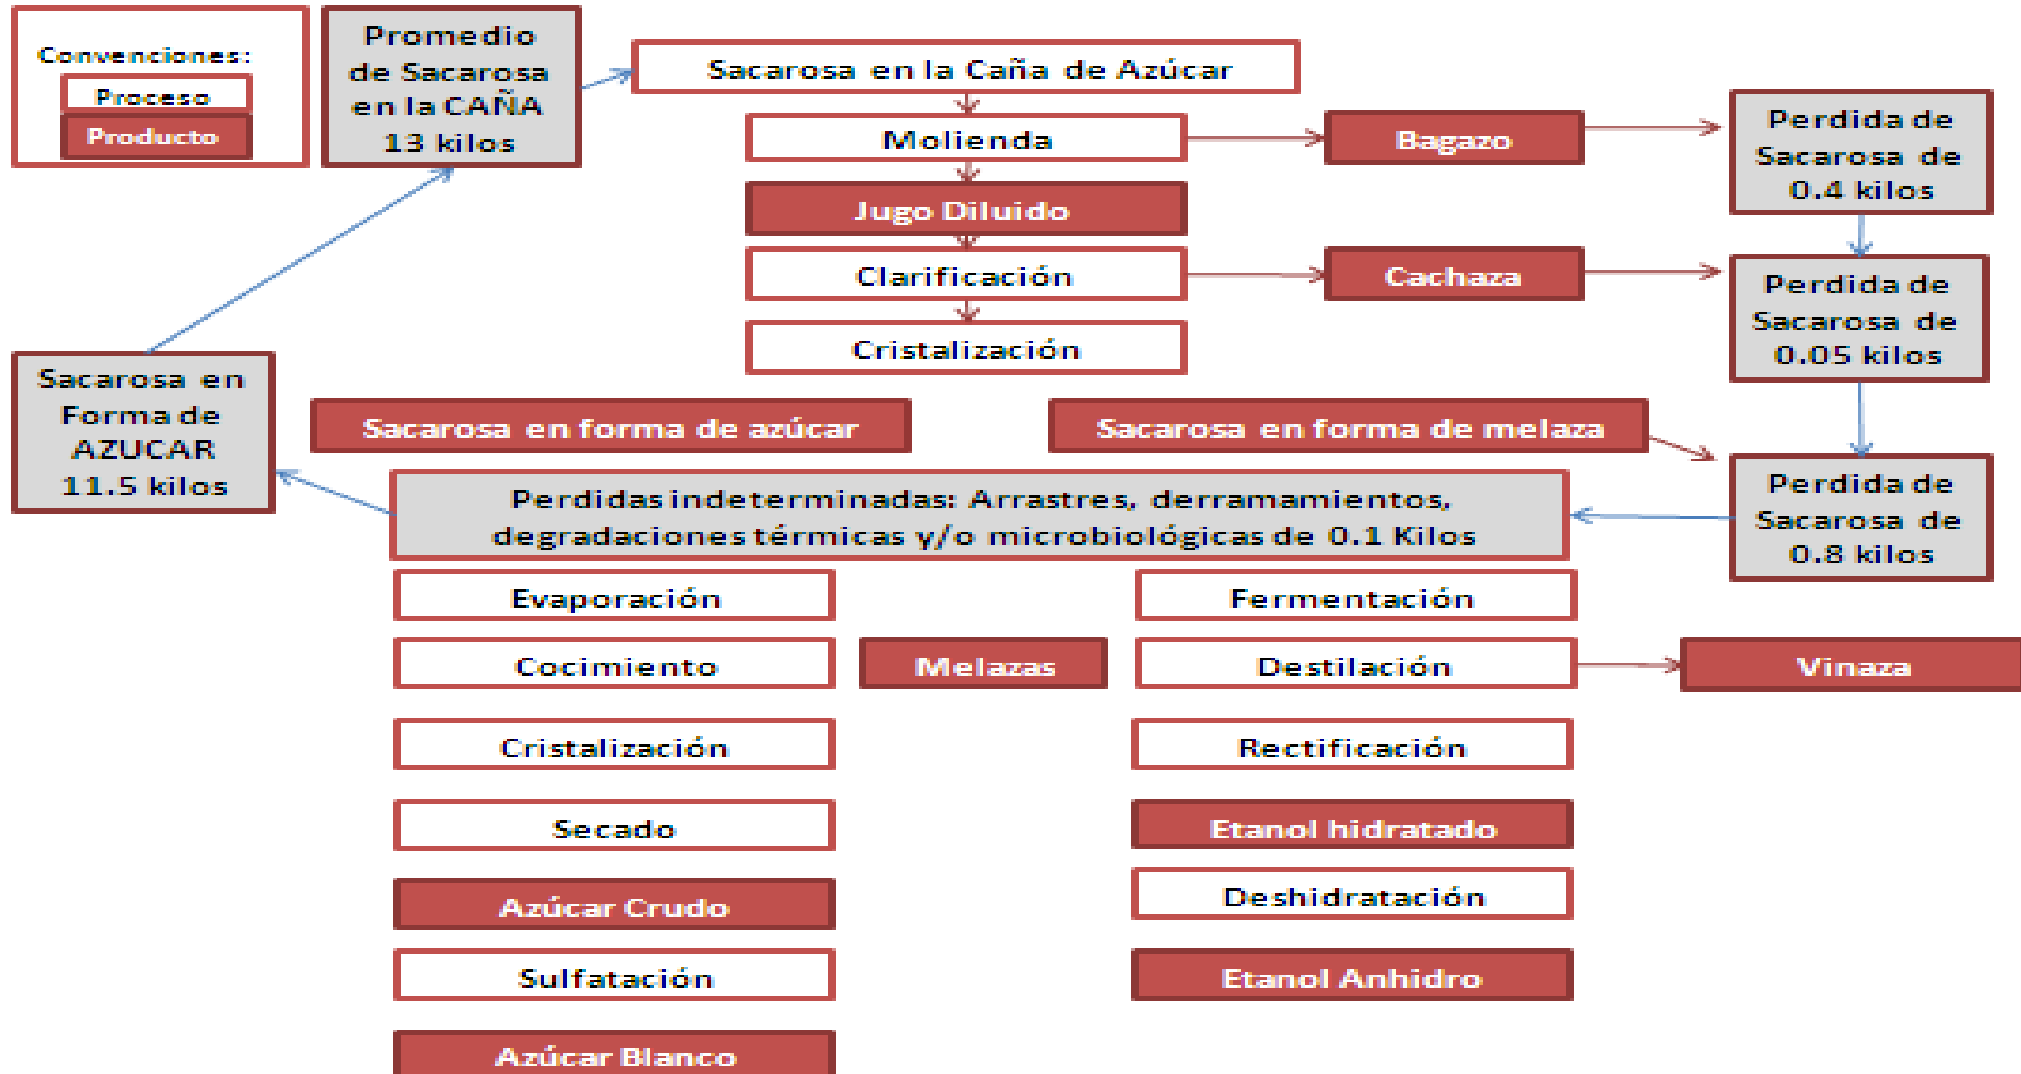 Convenciones:
Proceso
Producto
Promedio
de Sacarosa
en la CAÑA
13 kilos
Sacarosa en la Caña de Azúcar
Molienda
Bagazo
Perdida de
Sacarosa de
0.4 kilos
Jugo Diluido
Clarificación
Cachaza
Perdida de
Sacarosa de
0.05 kilos
Cristalización
Sacarosa en
Forma de
AZUCAR
11.5 kilos
Sacarosa en forma de azúcar
Sacarosa en forma de melaza
Perdida de
Sacarosa de
0.8 kilos
Perdidas indeterminadas: Arrastres, derramamientos,
degradaciones térmicas y/o microbiológicas de 0.1 Kilos
Evaporación
Fermentación
Cocimiento
Melazas
Destilación
Vinaza
Cristalización
Rectificación
Secado
Etanol hidratado
Azúcar Crudo
Deshidratación
Sulfatación
Etanol Anhidro
Azúcar Blanco